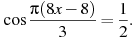 cos π(8x − 8)/3 = 1/2.